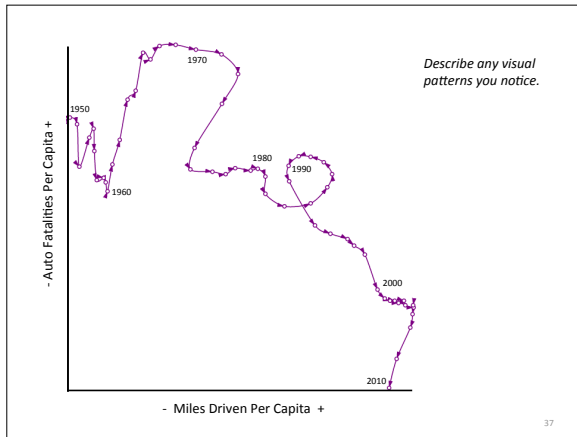 Describe any visual
patterns you notice.
1970
1950
1960
1980
1990
2000
2010
- Auto Fatalities Per Capita +
- Miles Driven Per Capita +
37